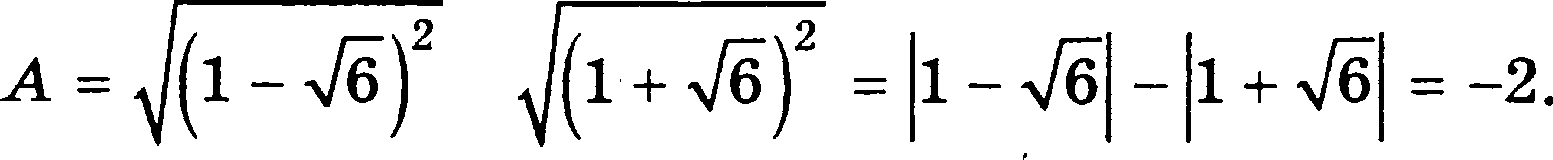 A = √((1 − √6)²)   √((1 + √6)²) = |1 − √6| − |1 + √6| = −2.